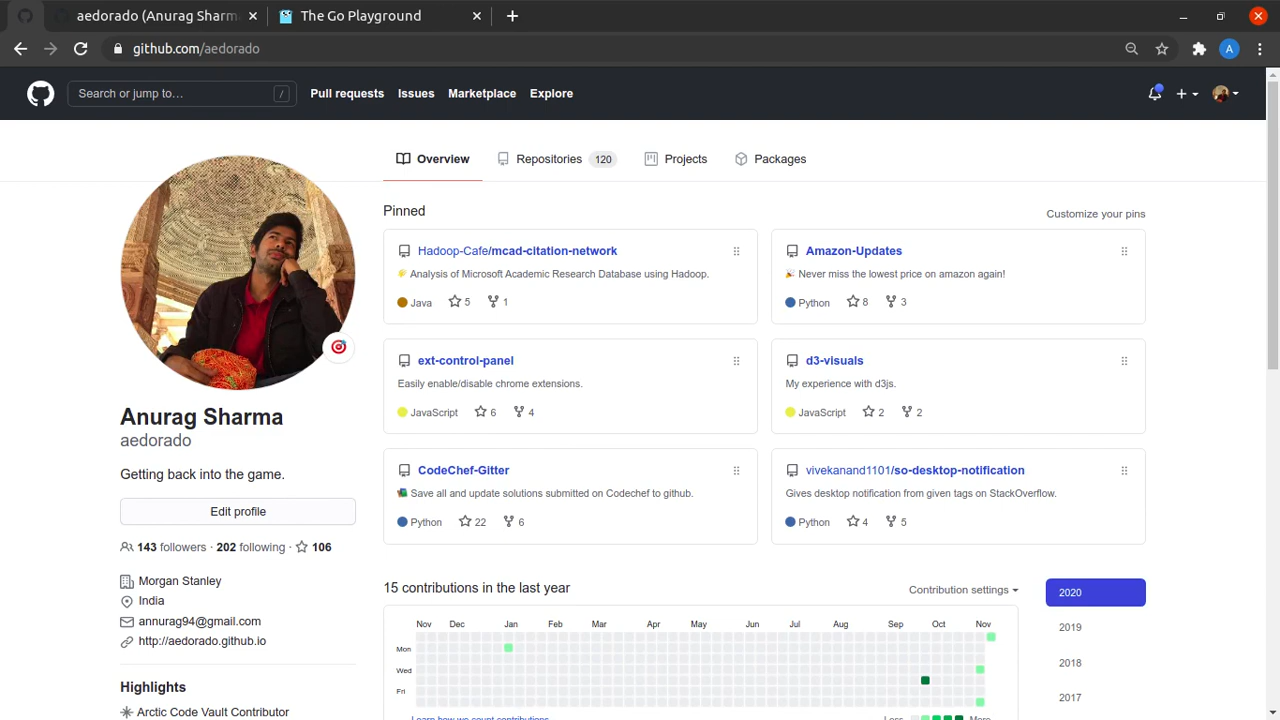 aedorado (Anurag Sharm
The Go Playground
github.com/aedorado
A
Search or jump to…
/
Pull requests
Issues
Marketplace
Explore
Overview
Repositories 120
Projects
Packages
Pinned
Customize your pins
Hadoop-Cafe/mcad-citation-network
Analysis of Microsoft Academic Research Database using Hadoop.
Java 5 1
Amazon-Updates
Never miss the lowest price on amazon again!
Python 8 3
ext-control-panel
Easily enable/disable chrome extensions.
JavaScript 6 4
d3-visuals
My experience with d3js.
JavaScript 2 2
CodeChef-Gitter
Save all and update solutions submitted on Codechef to github.
Python 22 6
vivekanand1101/so-desktop-notification
Gives desktop notification from given tags on StackOverflow.
Python 4 5
Anurag Sharma
aedorado
Getting back into the game.
Edit profile
143 followers · 202 following · 106
Morgan Stanley
India
annurag94@gmail.com
http://aedorado.github.io
Highlights
Arctic Code Vault Contributor
15 contributions in the last year
Contribution settings
Nov Dec Jan Feb Mar Apr May Jun Jul Aug Sep Oct Nov
Mon
Wed
Fri
Learn how we count contributions
Less More
2020
2019
2018
2017